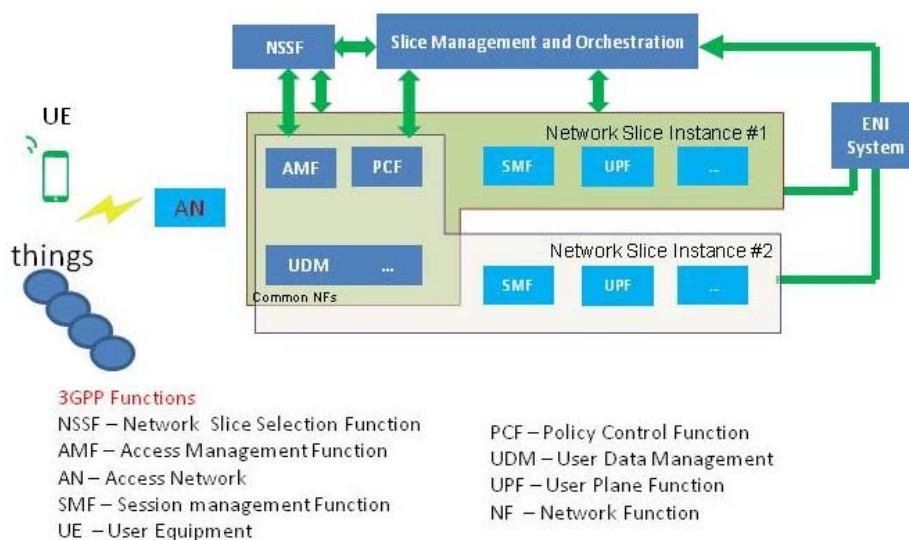 NSSF
Slice Management and Orchestration
UE
ENI
System
Network Slice Instance #1
AMF
PCF
SMF
UPF
...
AN
things
UDM
...
Network Slice Instance #2
SMF
UPF
...
Common NFs
3GPP Functions
NSSF – Network Slice Selection Function
AMF – Access Management Function
AN – Access Network
SMF – Session management Function
UE – User Equipment
PCF – Policy Control Function
UDM – User Data Management
UPF – User Plane Function
NF – Network Function